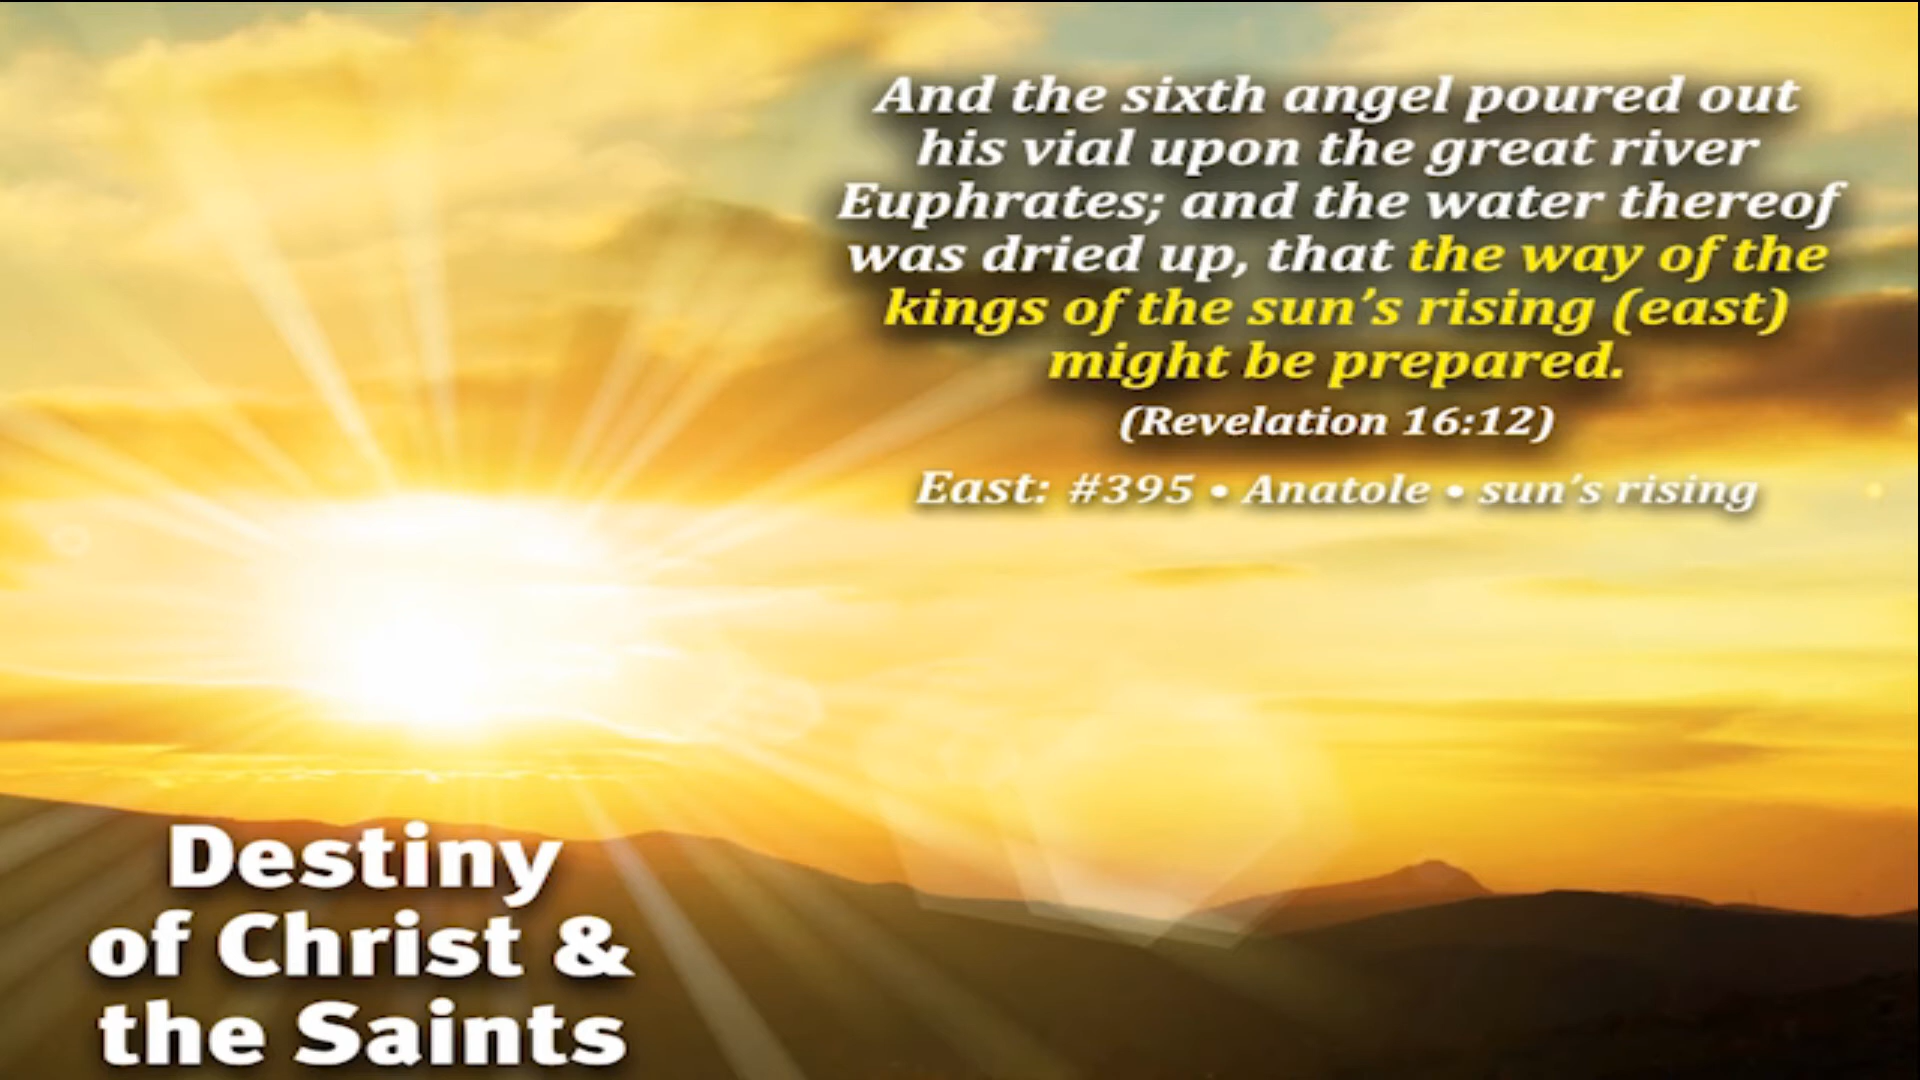 And the sixth angel poured out
his vial upon the great river
Euphrates; and the water thereof
was dried up, that the way of the
kings of the sun’s rising (east)
might be prepared.
(Revelation 16:12)
East: #395 • Anatole • sun’s rising
Destiny
of Christ &
the Saints